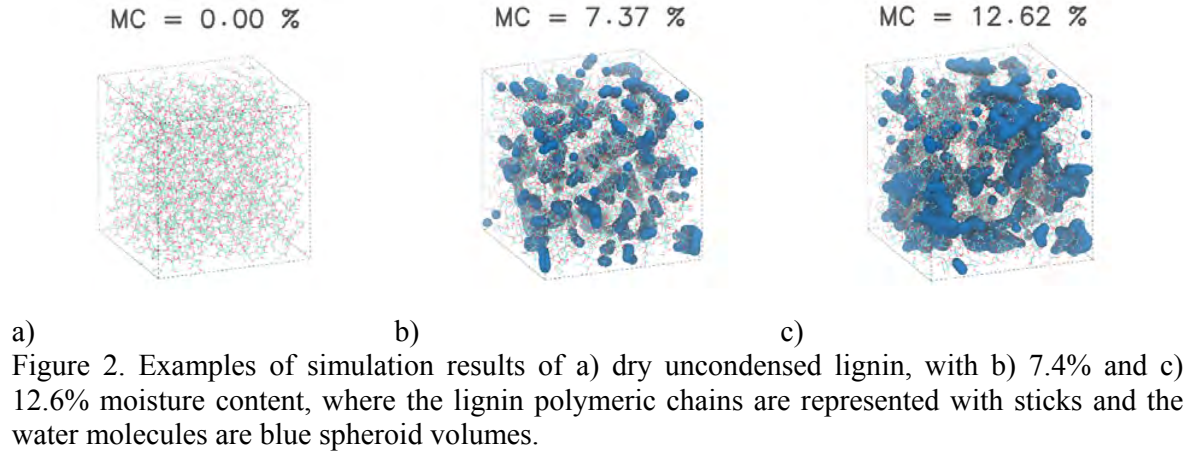 MC = 0.00 %
MC = 7.37 %
MC = 12.62 %
a)
b)
c)
Figure 2. Examples of simulation results of a) dry uncondensed lignin, with b) 7.4% and c)
12.6% moisture content, where the lignin polymeric chains are represented with sticks and the
water molecules are blue spheroid volumes.